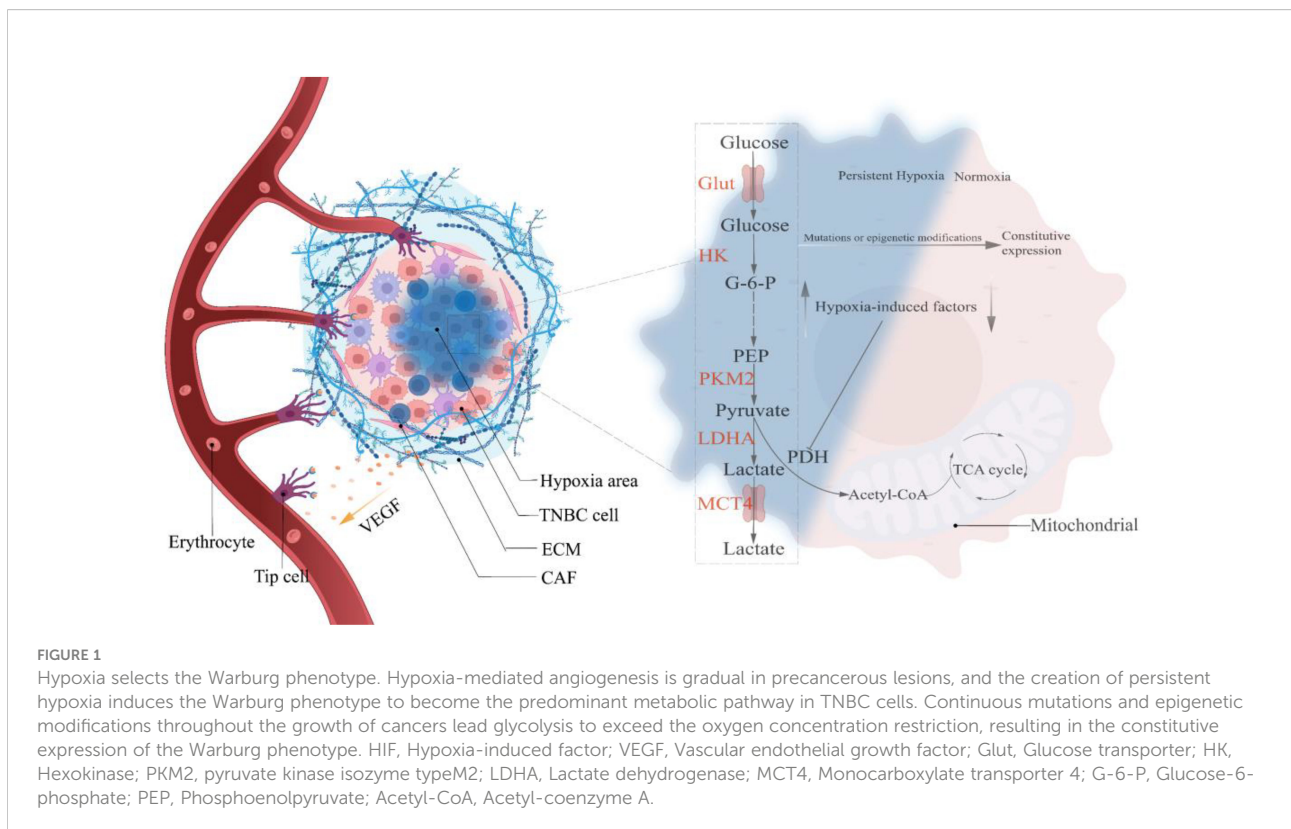 Erythrocyte
Tip cell
VEGF
Hypoxia area
TNBC cell
ECM
CAF
Glucose
Glut
Glucose
HK
G-6-P
PEP
PKM2
Pyruvate
LDHA
Lactate
MCT4
Lactate
Persistent Hypoxia Normoxia
Mutations or epigenetic modifications
Constitutive
expression
Hypoxia-induced factors
PDH
Acetyl-CoA
TCA cycle
Mitochondrial
FIGURE 1
Hypoxia selects the Warburg phenotype. Hypoxia-mediated angiogenesis is gradual in precancerous lesions, and the creation of persistent
hypoxia induces the Warburg phenotype to become the predominant metabolic pathway in TNBC cells. Continuous mutations and epigenetic
modifications throughout the growth of cancers lead glycolysis to exceed the oxygen concentration restriction, resulting in the constitutive
expression of the Warburg phenotype. HIF, Hypoxia-induced factor; VEGF, Vascular endothelial growth factor; Glut, Glucose transporter; HK,
Hexokinase; PKM2, pyruvate kinase isozyme typeM2; LDHA, Lactate dehydrogenase; MCT4, Monocarboxylate transporter 4; G-6-P, Glucose-6-
phosphate; PEP, Phosphoenolpyruvate; Acetyl-CoA, Acetyl-coenzyme A.